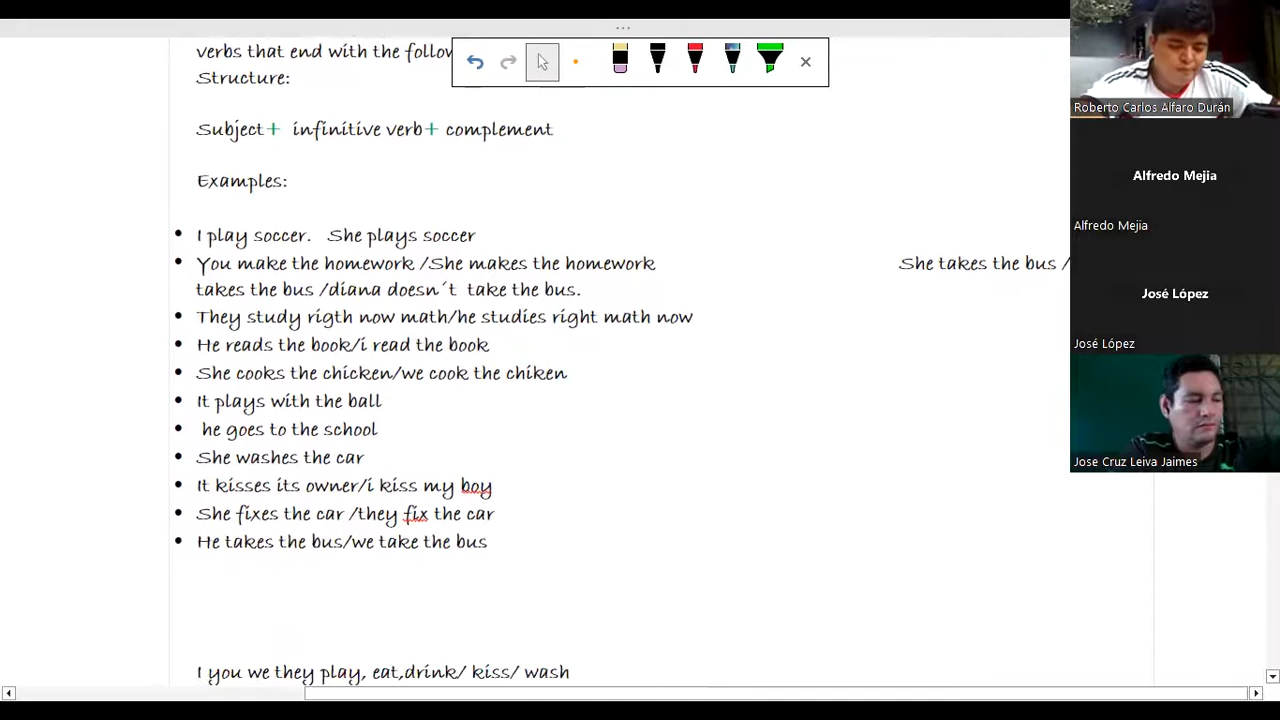 verbs that end with the follow
Structure:
Subject+ infinitive verb+ complement
Examples:
• I play soccer. She plays soccer
• You make the homework /She makes the homework She takes the bus /
takes the bus /diana doesn´t take the bus.
• They study rigth now math/he studies right math now
• He reads the book/i read the book
• She cooks the chicken/we cook the chiken
• It plays with the ball
• he goes to the school
• She washes the car
• It kisses its owner/i kiss my boy
• She fixes the car /they fix the car
• He takes the bus/we take the bus
I you we they play, eat,drink/ kiss/ wash
Roberto Carlos Alfaro Durán
Alfredo Mejia
Alfredo Mejia
José López
José López
Jose Cruz Leiva Jaimes